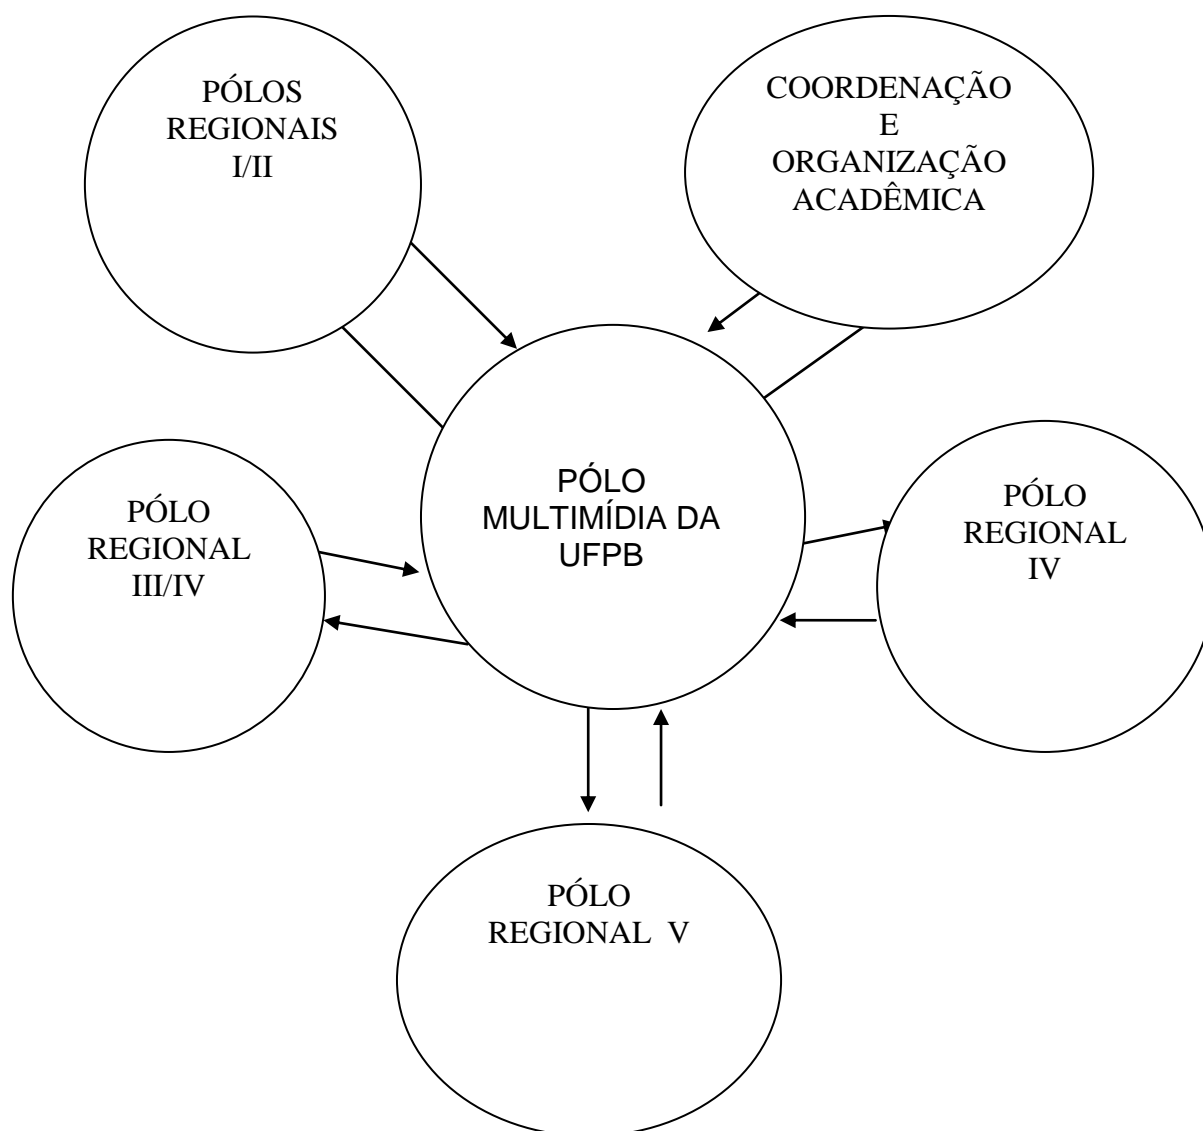 PÓLOS
REGIONAIS
I/II
COORDENAÇÃO
E
ORGANIZAÇÃO
ACADÊMICA
PÓLO
MULTIMÍDIA DA
UFPB
PÓLO
REGIONAL
III/IV
PÓLO
REGIONAL
IV
PÓLO
REGIONAL V